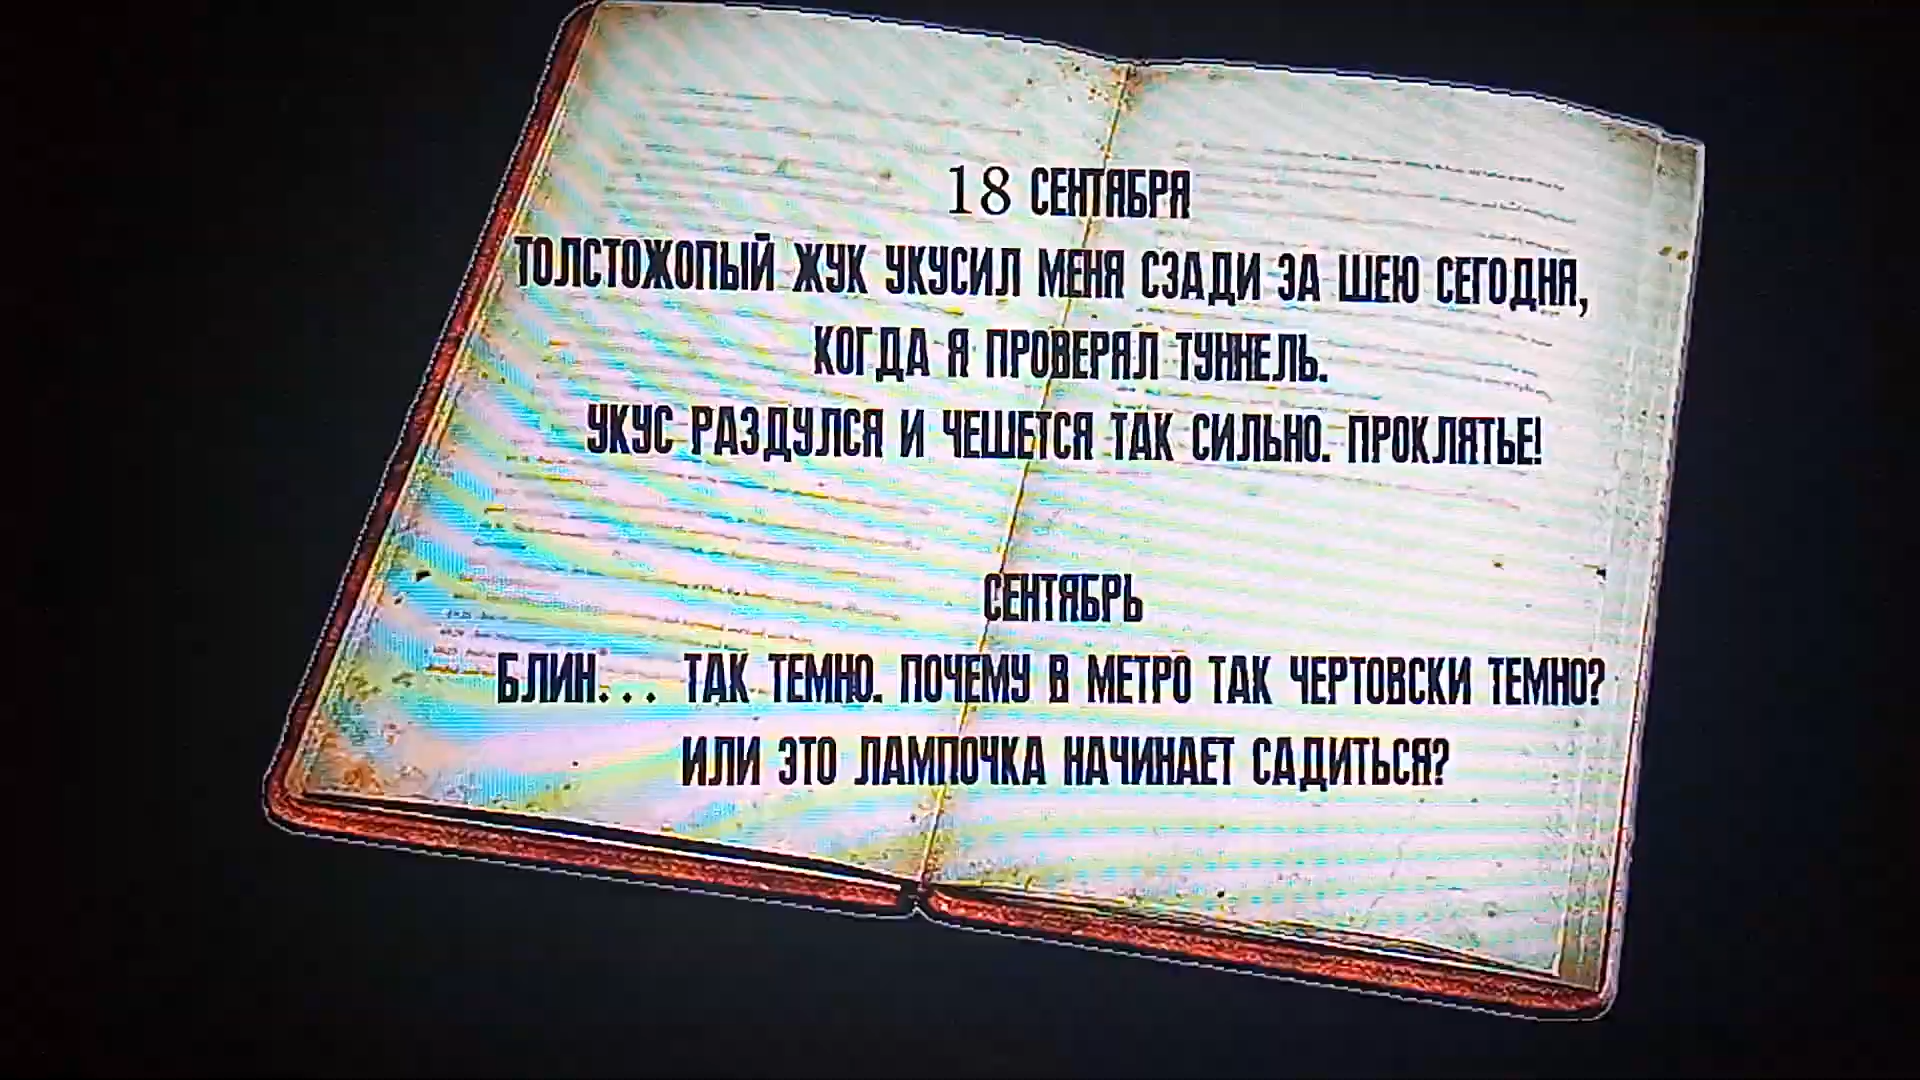 18 СЕНТЯБРЯ
ТОЛСТОЖОПЫЙ ЖУК УКУСИЛ МЕНЯ СЗАДИ ЗА ШЕЮ СЕГОДНЯ,
КОГДА Я ПРОВЕРЯЛ ТУННЕЛЬ.
УКУС РАЗДУЛСЯ И ЧЕШЕТСЯ ТАК СИЛЬНО. ПРОКЛЯТЬЕ!
СЕНТЯБРЬ
БЛИН... ТАК ТЕМНО. ПОЧЕМУ В МЕТРО ТАК ЧЕРТОВСКИ ТЕМНО?
ИЛИ ЭТО ЛАМПОЧКА НАЧИНАЕТ САДИТЬСЯ?